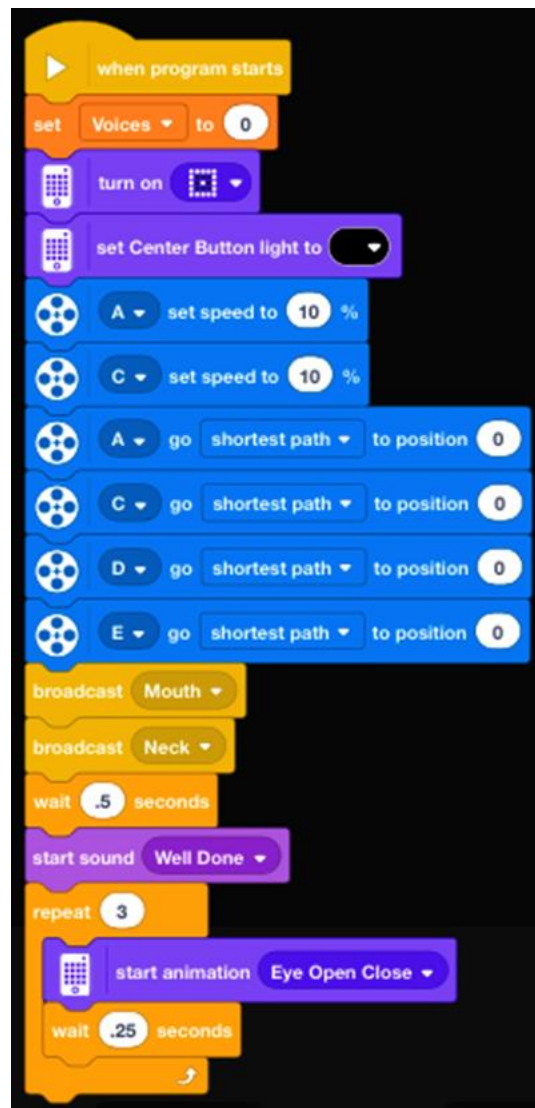 when program starts
set Voices to 0
turn on
set Center Button light to
A set speed to 10 %
C set speed to 10 %
A go shortest path to position 0
C go shortest path to position 0
D go shortest path to position 0
E go shortest path to position 0
broadcast Mouth
broadcast Neck
wait .5 seconds
start sound Well Done
repeat 3
start animation Eye Open Close
wait .25 seconds